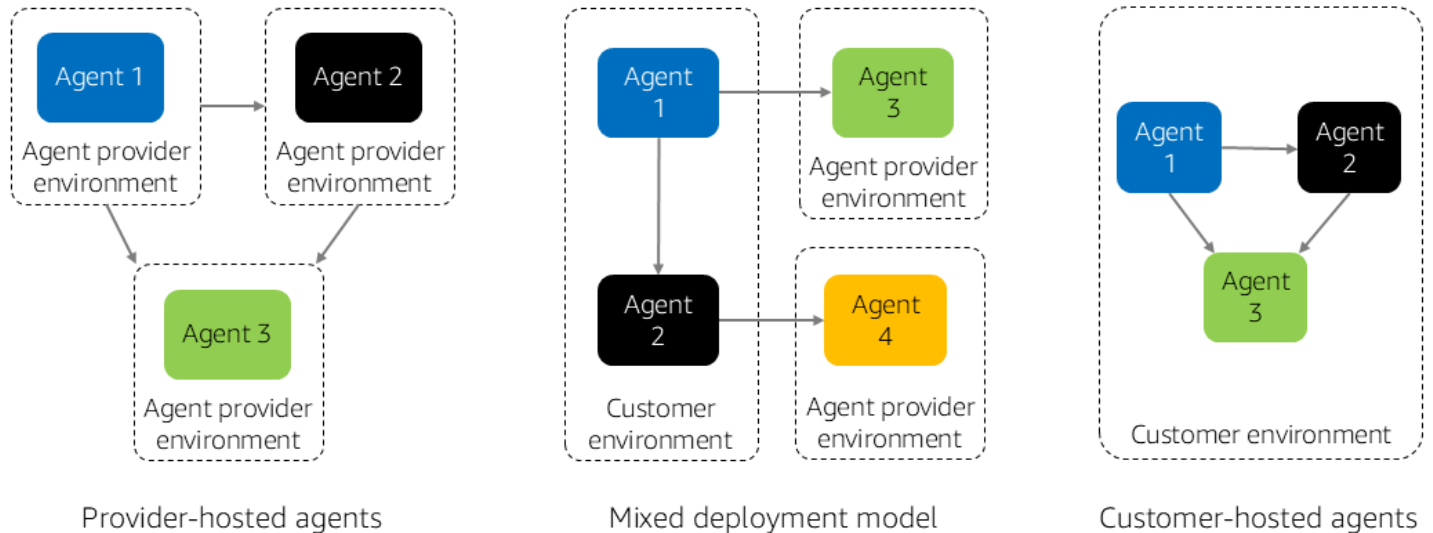 Agent 1
Agent provider
environment
Agent 2
Agent provider
environment
Agent 3
Agent provider
environment
Provider-hosted agents
Agent
1
Agent
2
Customer
environment
Agent
3
Agent provider
environment
Agent
4
Agent provider
environment
Mixed deployment model
Agent
1
Agent
2
Agent
3
Customer environment
Customer-hosted agents